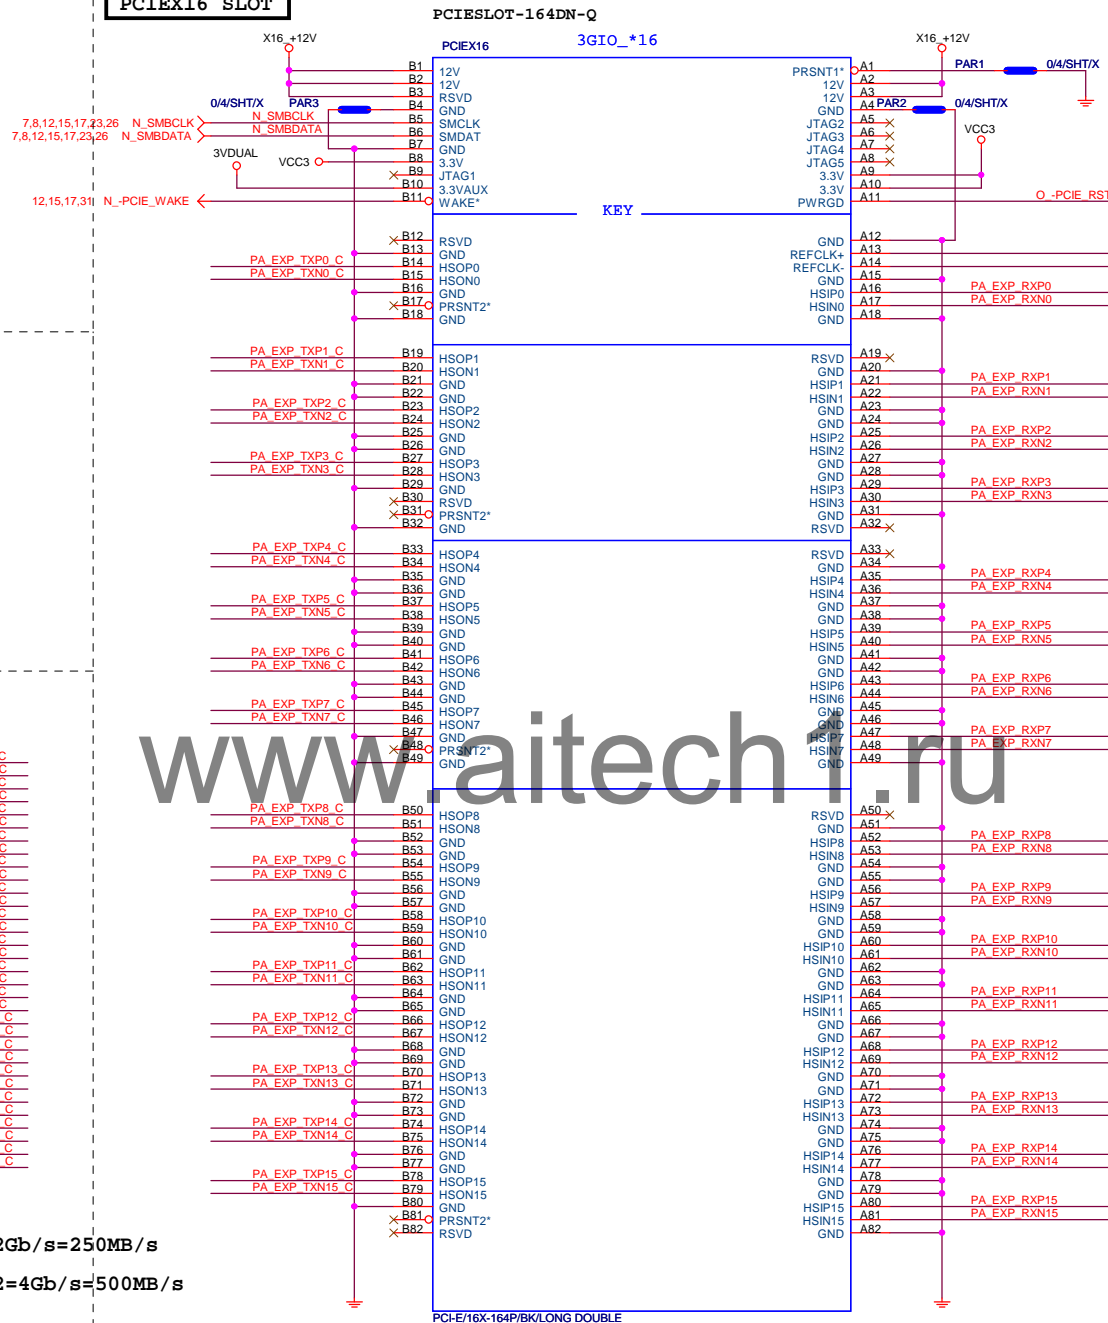 PCIEX16 SLOT
PCIESLOT-164DN-Q
X16_+12V
PCIEX16
3GIO_*16
X16_+12V
B1 12V PRSNT1* A1 PAR1 0/4/SHT/X
B2 12V 12V A2
B3 RSVD 12V A3
0/4/SHT/X PAR3 B4 GND GND A4 PAR2 0/4/SHT/X
7,8,12,15,17,23,26 N_SMBCLK N_SMBCLK B5 SMCLK JTAG2 A5
7,8,12,15,17,23,26 N_SMBDATA N_SMBDATA B6 SMDAT JTAG3 A6 VCC3
B7 GND JTAG4 A7
3VDUAL VCC3 B8 3.3V JTAG5 A8
B9 JTAG1 3.3V A9
B10 3.3VAUX 3.3V A10
12,15,17,31 N_-PCIE_WAKE B11 WAKE* PWRGD A11 O_-PCIE_RST
KEY
B12 RSVD GND A12
B13 GND REFCLK+ A13
PA_EXP_TXP0_C B14 HSOP0 REFCLK- A14
PA_EXP_TXN0_C B15 HSON0 GND A15
B16 GND HSIP0 A16 PA_EXP_RXP0
B17 PRSNT2* HSIN0 A17 PA_EXP_RXN0
B18 GND GND A18
PA_EXP_TXP1_C B19 HSOP1 RSVD A19
PA_EXP_TXN1_C B20 HSON1 GND A20
B21 GND HSIP1 A21 PA_EXP_RXP1
B22 GND HSIN1 A22 PA_EXP_RXN1
PA_EXP_TXP2_C B23 HSOP2 GND A23
PA_EXP_TXN2_C B24 HSON2 GND A24
B25 GND HSIP2 A25 PA_EXP_RXP2
B26 GND HSIN2 A26 PA_EXP_RXN2
PA_EXP_TXP3_C B27 HSOP3 GND A27
PA_EXP_TXN3_C B28 HSON3 GND A28
B29 GND HSIP3 A29 PA_EXP_RXP3
B30 RSVD HSIN3 A30 PA_EXP_RXN3
B31 PRSNT2* GND A31
B32 GND RSVD A32
PA_EXP_TXP4_C B33 HSOP4 RSVD A33
PA_EXP_TXN4_C B34 HSON4 GND A34
B35 GND HSIP4 A35 PA_EXP_RXP4
B36 GND HSIN4 A36 PA_EXP_RXN4
PA_EXP_TXP5_C B37 HSOP5 GND A37
PA_EXP_TXN5_C B38 HSON5 GND A38
B39 GND HSIP5 A39 PA_EXP_RXP5
B40 GND HSIN5 A40 PA_EXP_RXN5
PA_EXP_TXP6_C B41 HSOP6 GND A41
PA_EXP_TXN6_C B42 HSON6 GND A42
B43 GND HSIP6 A43 PA_EXP_RXP6
B44 GND HSIN6 A44 PA_EXP_RXN6
PA_EXP_TXP7_C B45 HSOP7 GND A45
PA_EXP_TXN7_C B46 HSON7 GND A46
B47 GND HSIP7 A47 PA_EXP_RXP7
B48 PRSNT2* HSIN7 A48 PA_EXP_RXN7
B49 GND GND A49
www.aitech1.ru
PA_EXP_TXP8_C B50 HSOP8 RSVD A50
PA_EXP_TXN8_C B51 HSON8 GND A51
B52 GND HSIP8 A52 PA_EXP_RXP8
B53 GND HSIN8 A53 PA_EXP_RXN8
PA_EXP_TXP9_C B54 HSOP9 GND A54
PA_EXP_TXN9_C B55 HSON9 GND A55
B56 GND HSIP9 A56 PA_EXP_RXP9
B57 GND HSIN9 A57 PA_EXP_RXN9
PA_EXP_TXP10_C B58 HSOP10 GND A58
PA_EXP_TXN10_C B59 HSON10 GND A59
B60 GND HSIP10 A60 PA_EXP_RXP10
B61 GND HSIN10 A61 PA_EXP_RXN10
PA_EXP_TXP11_C B62 HSOP11 GND A62
PA_EXP_TXN11_C B63 HSON11 GND A63
B64 GND HSIP11 A64 PA_EXP_RXP11
B65 GND HSIN11 A65 PA_EXP_RXN11
PA_EXP_TXP12_C B66 HSOP12 GND A66
PA_EXP_TXN12_C B67 HSON12 GND A67
B68 GND HSIP12 A68 PA_EXP_RXP12
B69 GND HSIN12 A69 PA_EXP_RXN12
PA_EXP_TXP13_C B70 HSOP13 GND A70
PA_EXP_TXN13_C B71 HSON13 GND A71
B72 GND HSIP13 A72 PA_EXP_RXP13
B73 GND HSIN13 A73 PA_EXP_RXN13
PA_EXP_TXP14_C B74 HSOP14 GND A74
PA_EXP_TXN14_C B75 HSON14 GND A75
B76 GND HSIP14 A76 PA_EXP_RXP14
B77 GND HSIN14 A77 PA_EXP_RXN14
PA_EXP_TXP15_C B78 HSOP15 GND A78
PA_EXP_TXN15_C B79 HSON15 GND A79
B80 GND HSIP15 A80 PA_EXP_RXP15
B81 PRSNT2* HSIN15 A81 PA_EXP_RXN15
B82 RSVD GND A82
2Gb/s=250MB/s
2=4Gb/s=500MB/s
PCI-E/16X-164P/BK/LONG DOUBLE